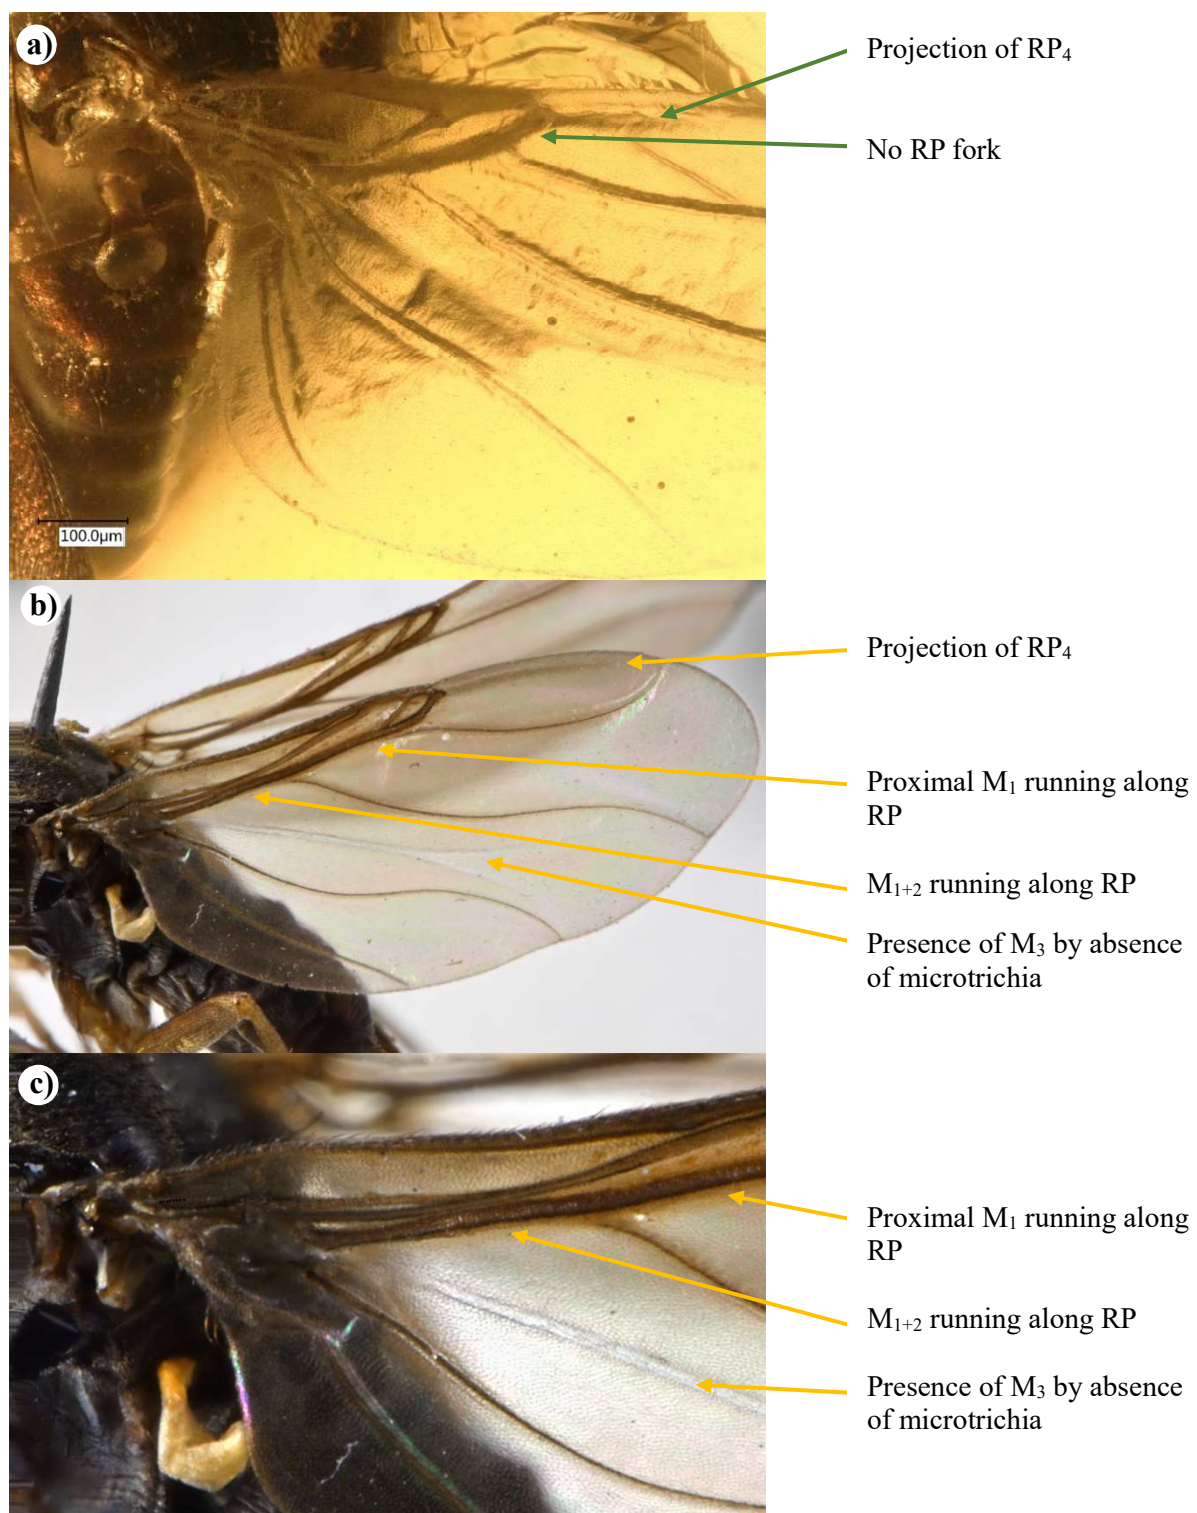 a)
Projection of RP₄
No RP fork
100.0µm
b)
Projection of RP₄
Proximal M₁ running along
RP
M₁₊₂ running along RP
Presence of M₃ by absence
of microtrichia
c)
Proximal M₁ running along
RP
M₁₊₂ running along RP
Presence of M₃ by absence
of microtrichia